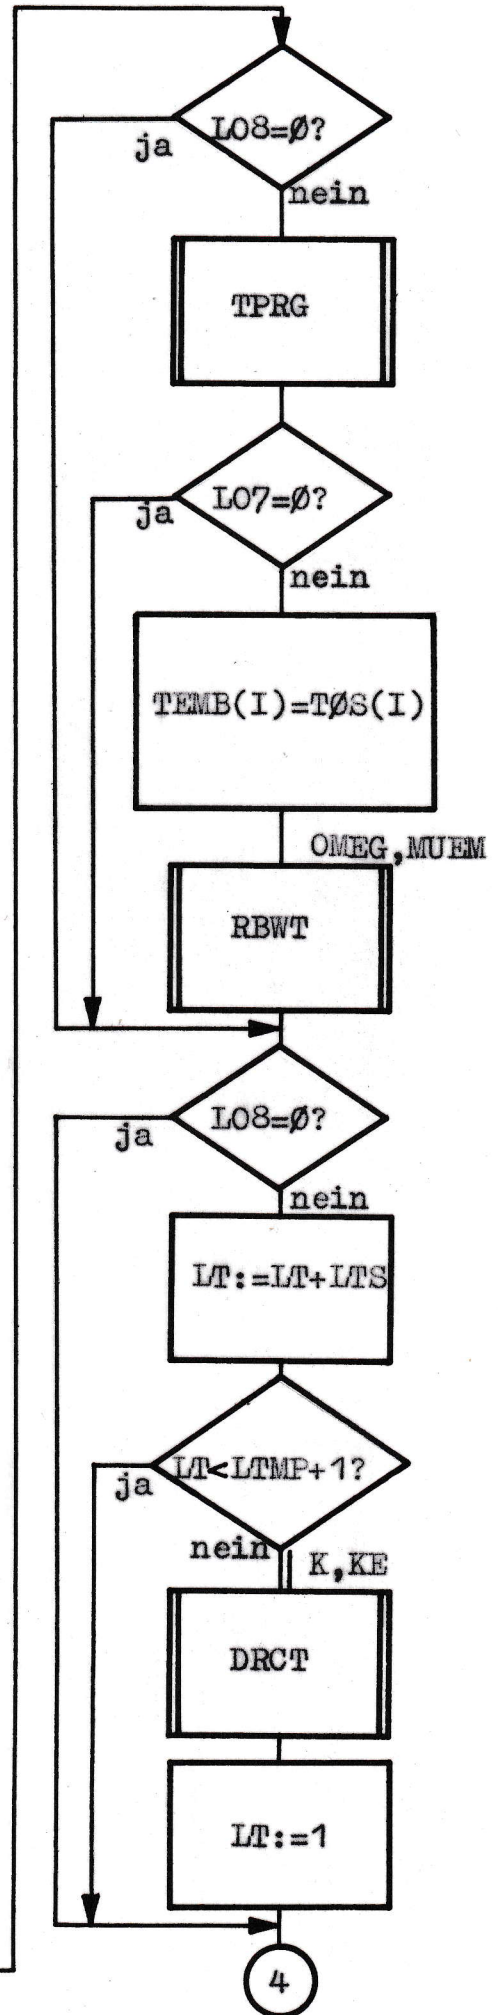 LO8=Ø?
ja
nein
TPRG
LO7=Ø?
ja
nein
TEMB(I)=TØS(I)
OMEG,MUEM
RBWT
LO8=Ø?
ja
nein
LT:=LT+LTS
LT<LTMP+1?
ja
nein
K,KE
DRCT
LT:=1
4